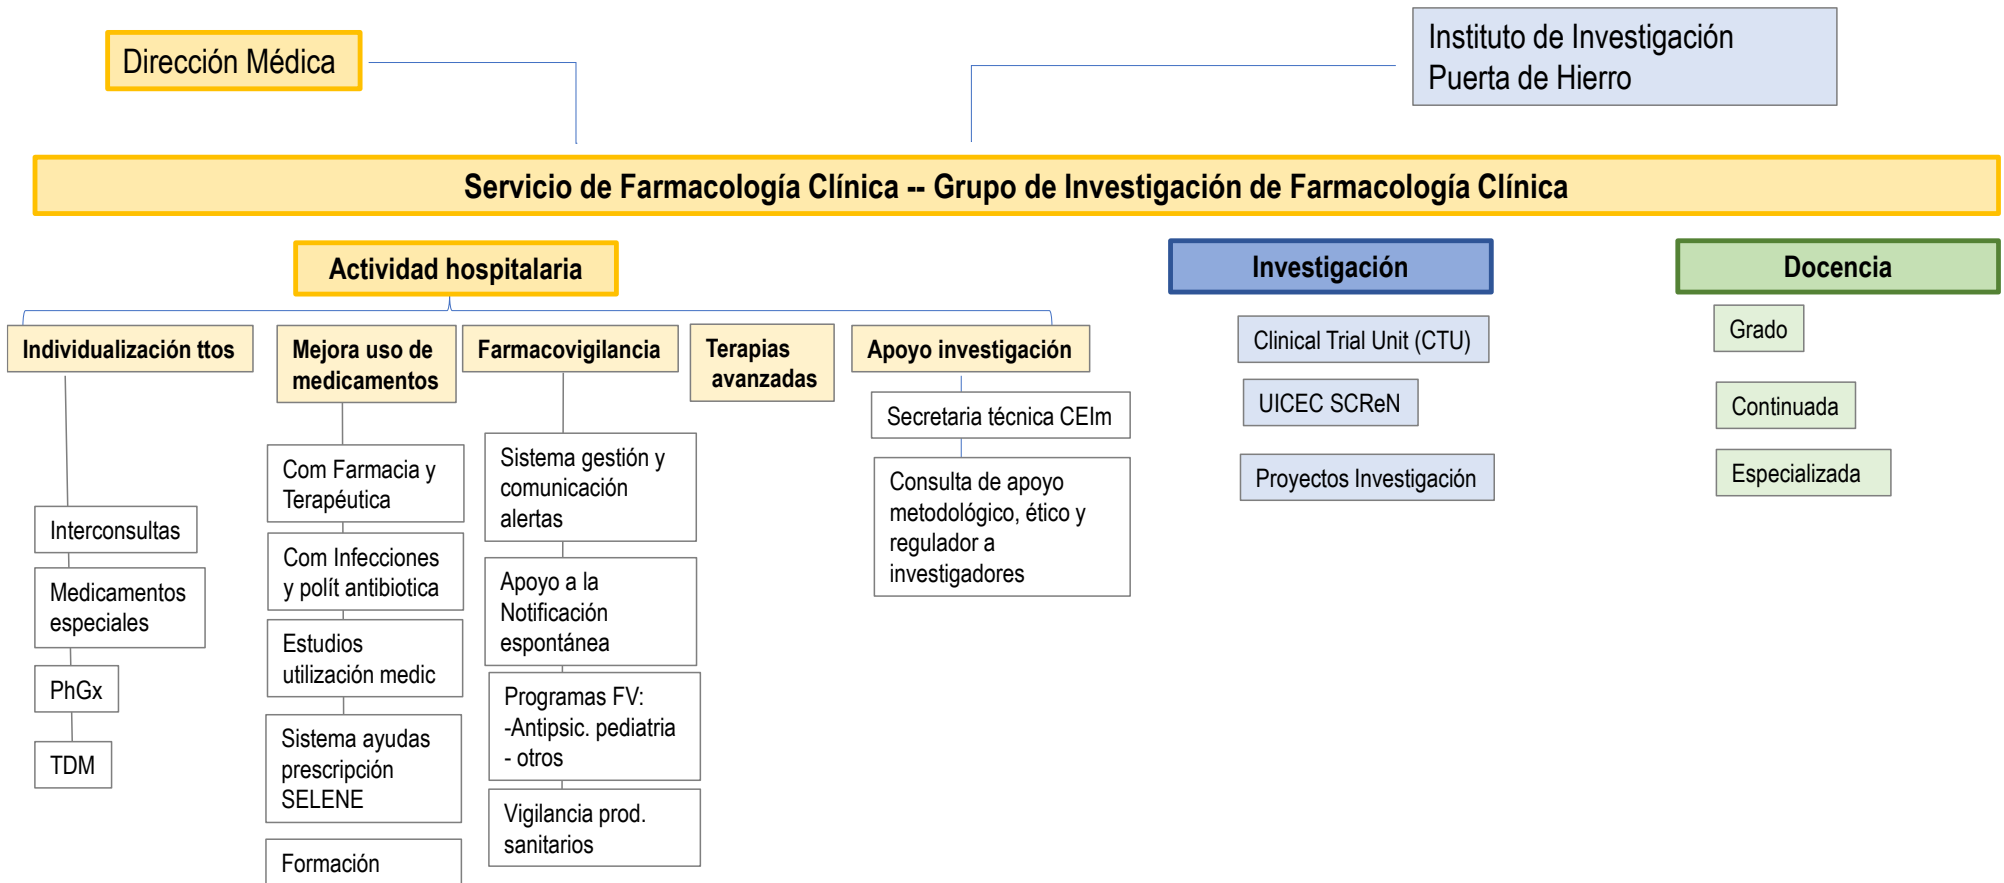 Dirección Médica
Instituto de Investigación
Puerta de Hierro
Servicio de Farmacología Clínica -- Grupo de Investigación de Farmacología Clínica
Actividad hospitalaria
Investigación
Docencia
Individualización ttos
Interconsultas
Medicamentos
especiales
PhGx
TDM
Mejora uso de
medicamentos
Com Farmacia y
Terapéutica
Com Infecciones
y polít antibiotica
Estudios
utilización medic
Sistema ayudas
prescripción
SELENE
Formación
Farmacovigilancia
Sistema gestión y
comunicación
alertas
Apoyo a la
Notificación
espontánea
Programas FV:
-Antipsic. pediatria
- otros
Vigilancia prod.
sanitarios
Terapias
avanzadas
Apoyo investigación
Secretaria técnica CEIm
Consulta de apoyo
metodológico, ético y
regulador a
investigadores
Clinical Trial Unit (CTU)
UICEC SCReN
Proyectos Investigación
Grado
Continuada
Especializada